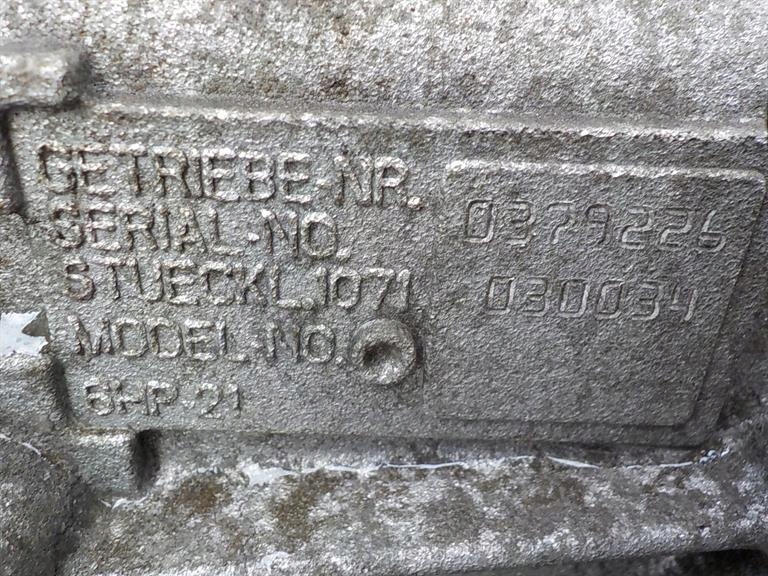 GETRIEBE-NR.
SERIAL-NO. 0379226
STUECKL.1071 030034
MODEL-NO.
6HP-21